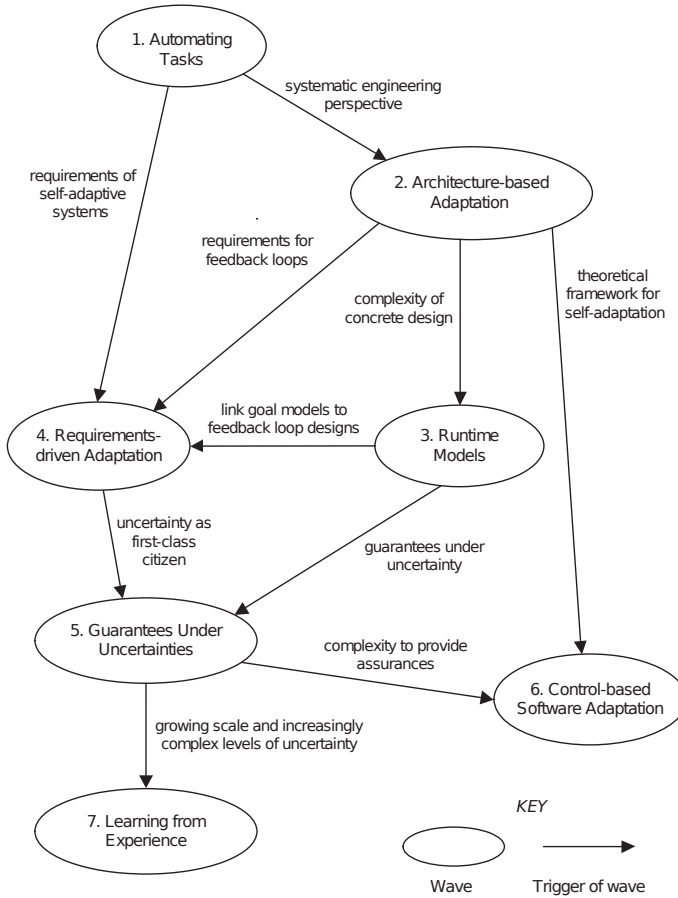 1. Automating
Tasks
systematic engineering
perspective
requirements of
self-adaptive
systems
2. Architecture-based
Adaptation
requirements for
feedback loops
theoretical
framework for
self-adaptation
complexity of
concrete design
link goal models to
feedback loop designs
4. Requirements-
driven Adaptation
3. Runtime
Models
uncertainty as
first-class
citizen
guarantees under
uncertainty
5. Guarantees Under
Uncertainties
complexity to provide
assurances
6. Control-based
Software Adaptation
growing scale and increasingly
complex levels of uncertainty
7. Learning from
Experience
KEY
Wave
Trigger of wave